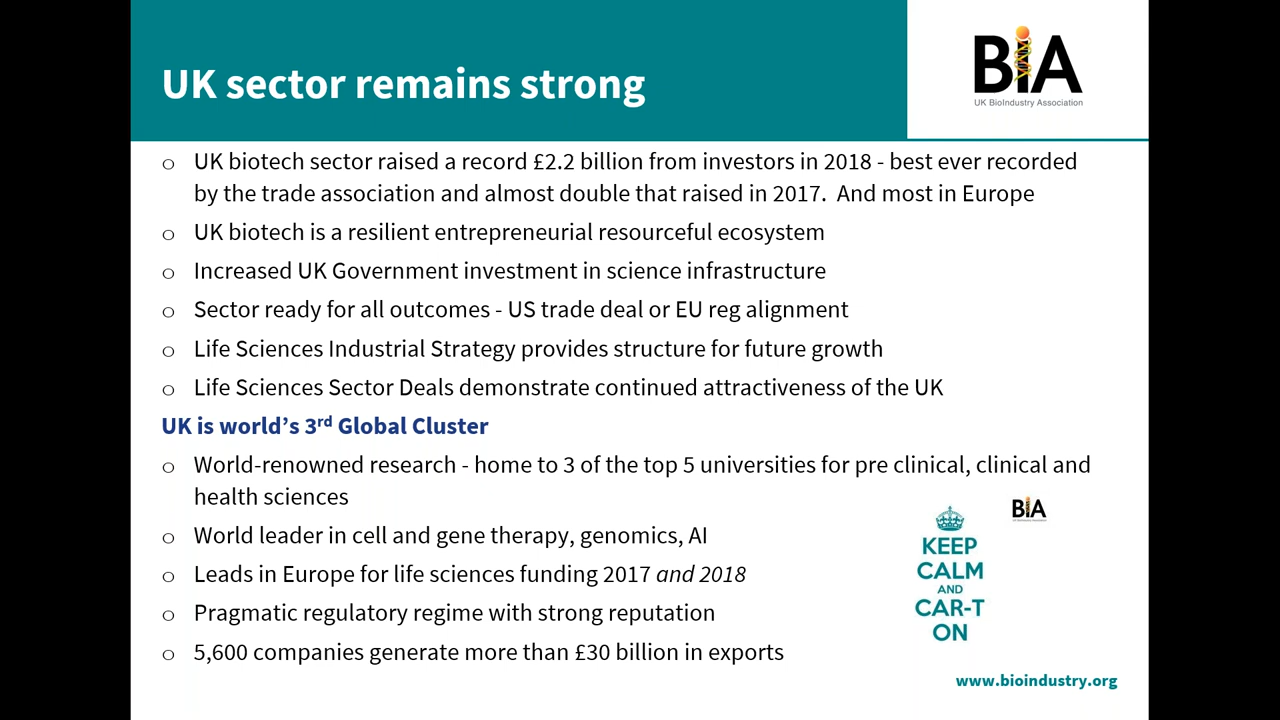 UK sector remains strong
BiA
UK BioIndustry Association
o UK biotech sector raised a record £2.2 billion from investors in 2018 - best ever recorded
by the trade association and almost double that raised in 2017.  And most in Europe
o UK biotech is a resilient entrepreneurial resourceful ecosystem
o Increased UK Government investment in science infrastructure
o Sector ready for all outcomes - US trade deal or EU reg alignment
o Life Sciences Industrial Strategy provides structure for future growth
o Life Sciences Sector Deals demonstrate continued attractiveness of the UK
UK is world’s 3rd Global Cluster
o World-renowned research - home to 3 of the top 5 universities for pre clinical, clinical and
health sciences
o World leader in cell and gene therapy, genomics, AI
o Leads in Europe for life sciences funding 2017 and 2018
o Pragmatic regulatory regime with strong reputation
o 5,600 companies generate more than £30 billion in exports
BiA
KEEP
CALM
AND
CAR-T
ON
www.bioindustry.org